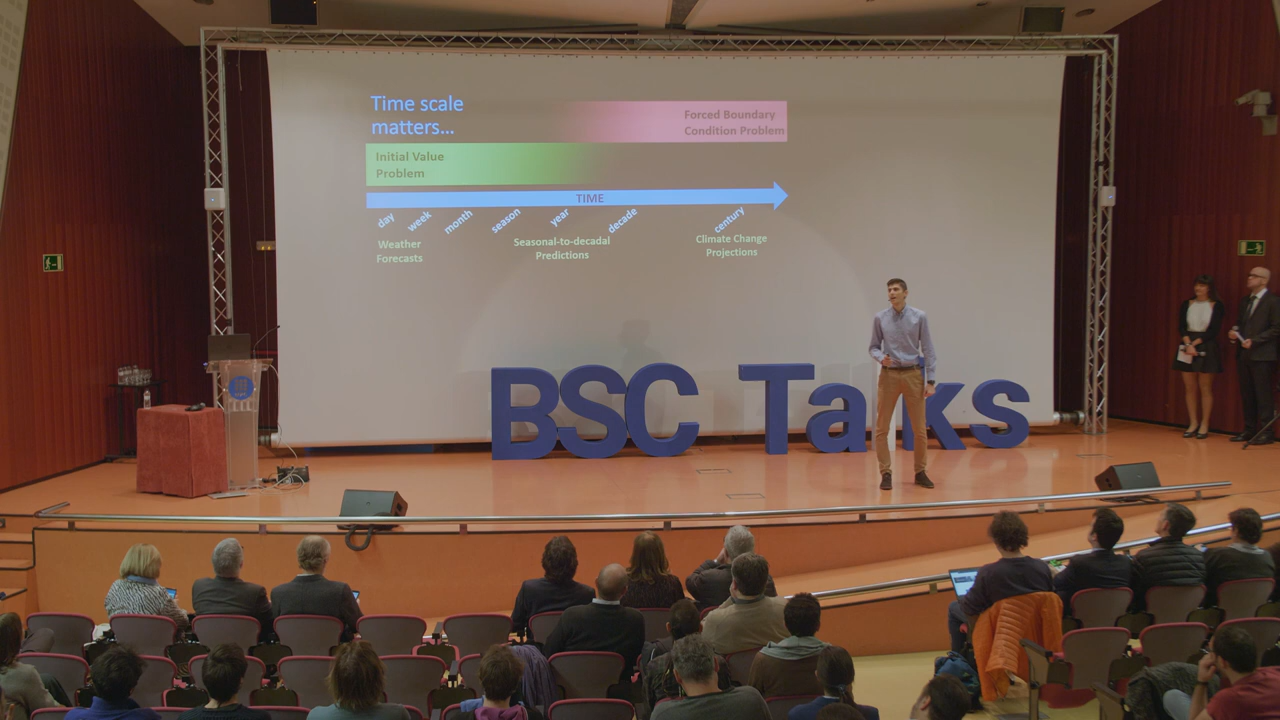 Time scale
matters...
Forced Boundary
Condition Problem
Initial Value
Problem
TIME
day
week
month
season
year
decade
century
Weather
Forecasts
Seasonal-to-decadal
Predictions
Climate Change
Projections
BSC Talks